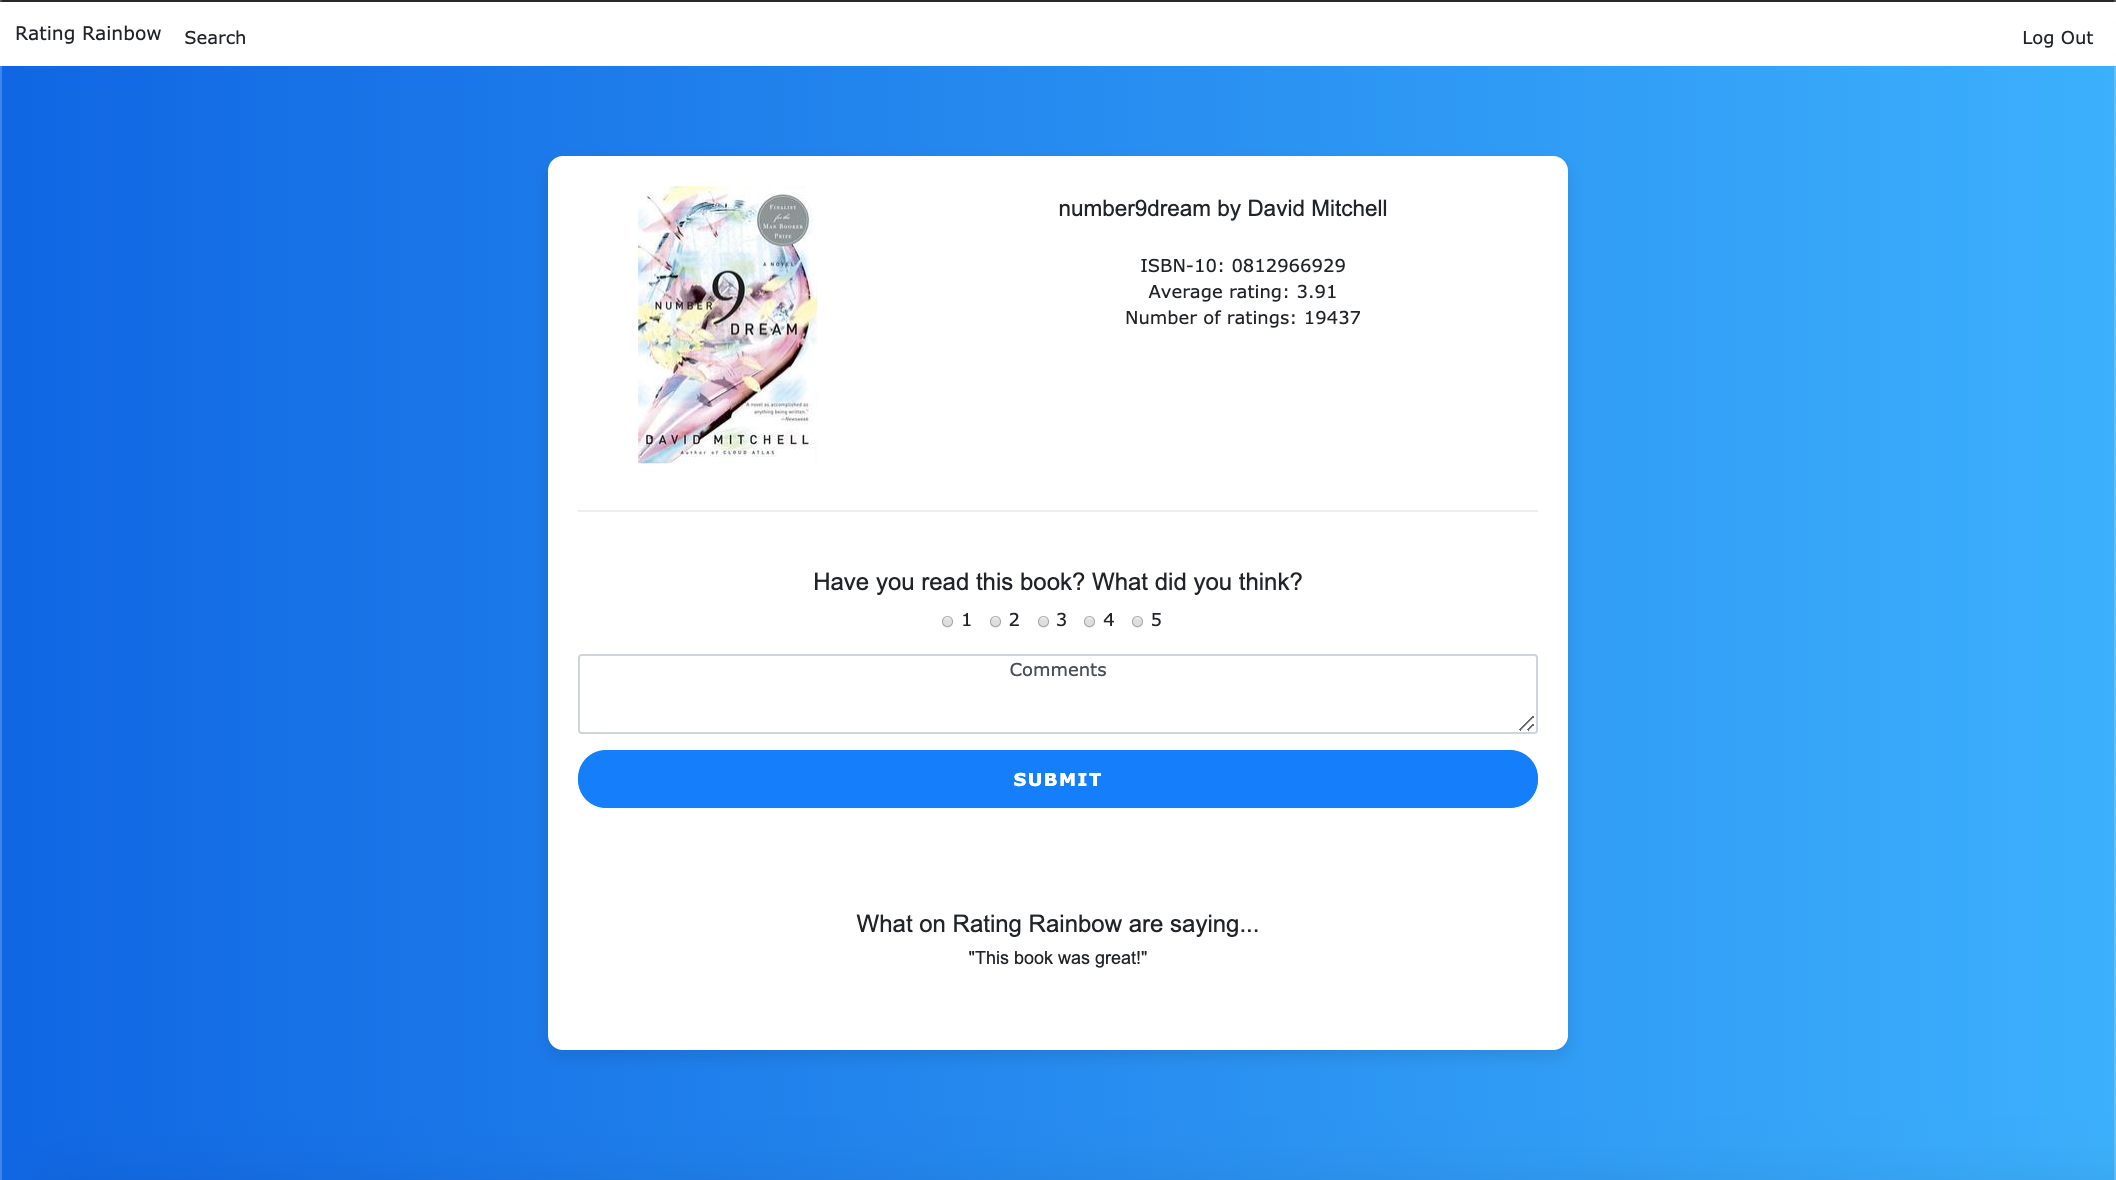 Rating Rainbow
Search
Log Out
FINALIST
for the
MAN BOOKER
PRIZE
A NOVEL
NUMBER
9
DREAM
"A novel as accomplished as
anything being written."
—Newsweek
DAVID MITCHELL
Author of CLOUD ATLAS
number9dream by David Mitchell
ISBN-10: 0812966929
Average rating: 3.91
Number of ratings: 19437
Have you read this book? What did you think?
1 2 3 4 5
Comments
SUBMIT
What on Rating Rainbow are saying...
"This book was great!"